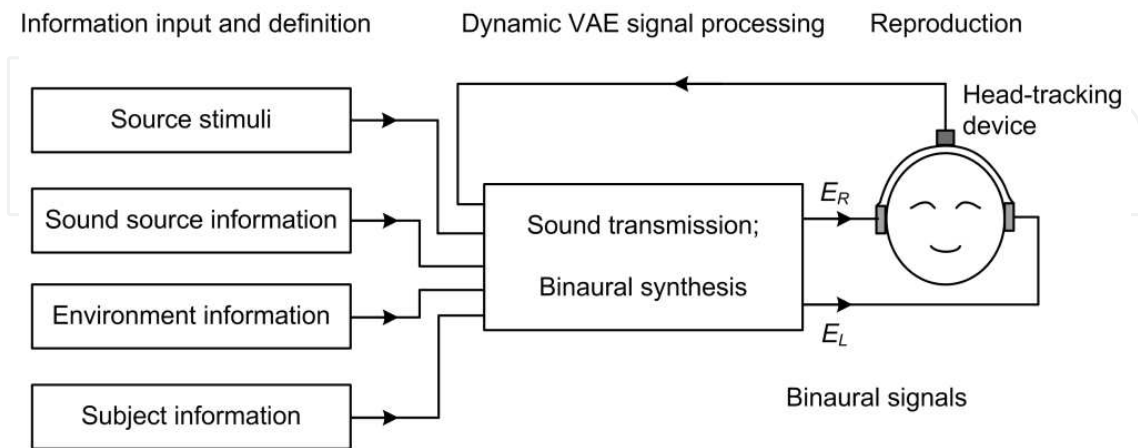 Information input and definition
Dynamic VAE signal processing
Reproduction
Source stimuli
Sound source information
Environment information
Subject information
Sound transmission;
Binaural synthesis
Head-tracking
device
E_R
E_L
Binaural signals